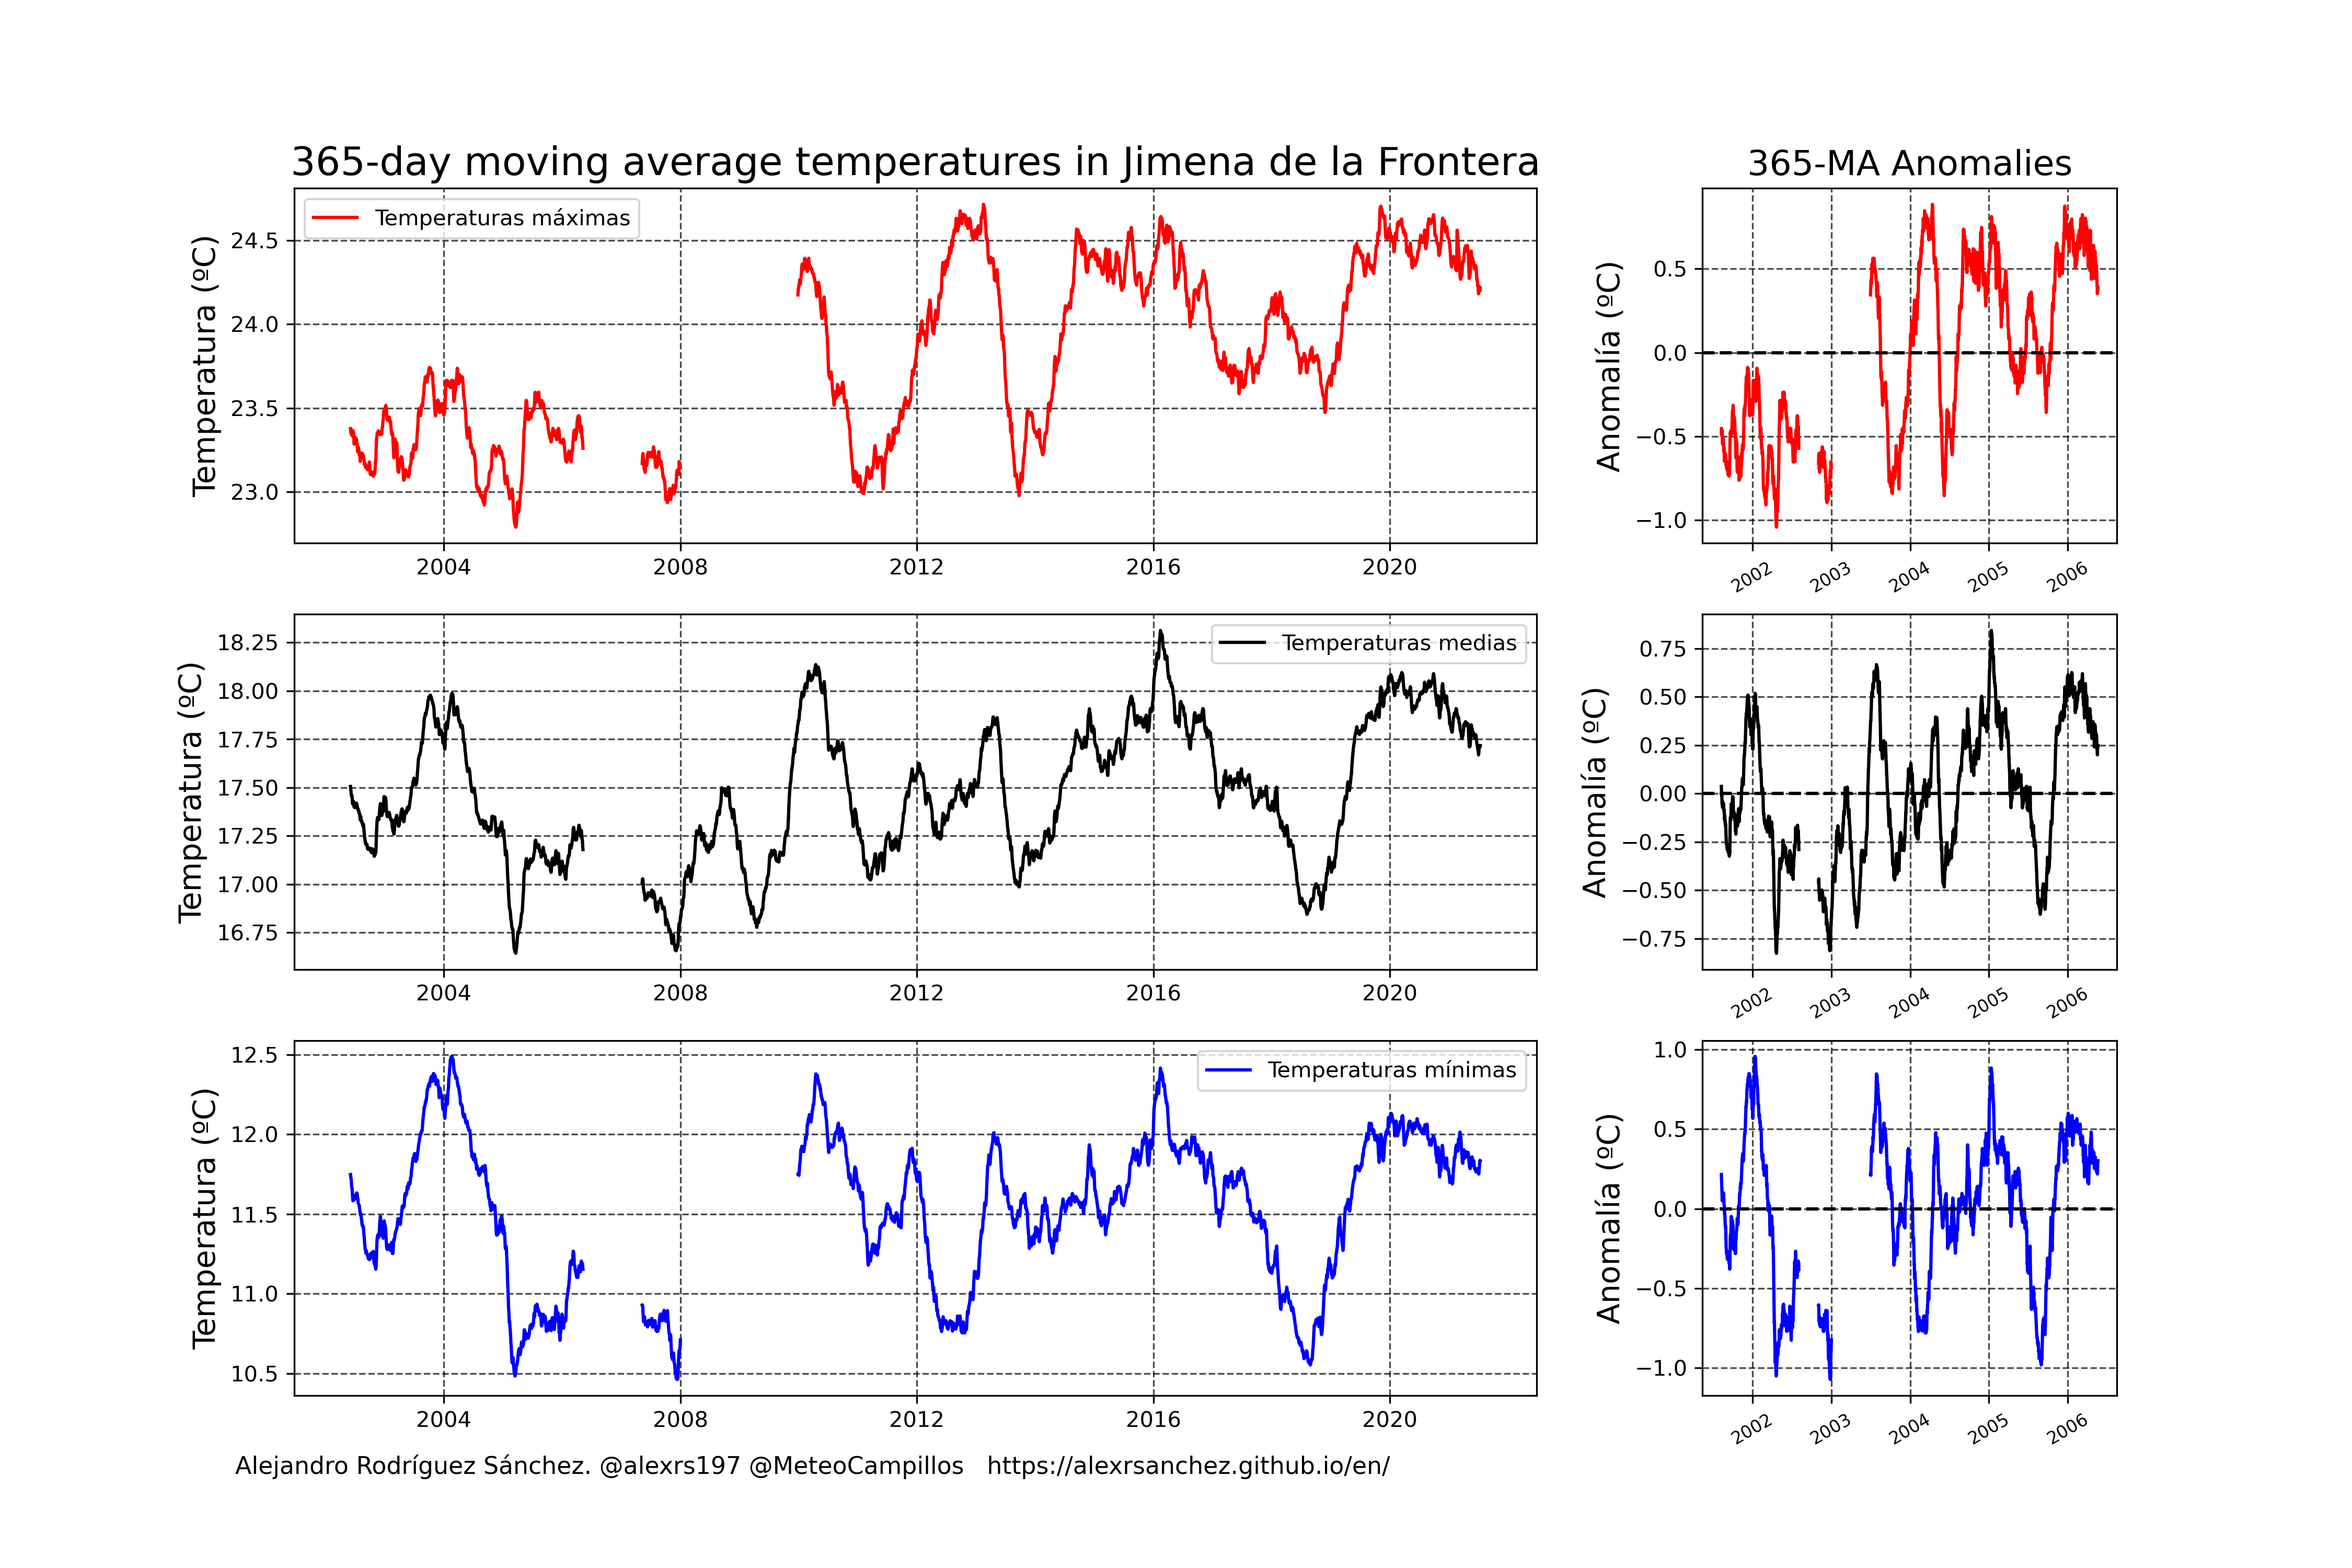 365-day moving average temperatures in Jimena de la Frontera
365-MA Anomalies
Temperaturas máximas
Temperatura (ºC)
24.5
24.0
23.5
23.0
2004 2008 2012 2016 2020
Anomalía (ºC)
0.5
0.0
−0.5
−1.0
2002 2003 2004 2005 2006
Temperaturas medias
Temperatura (ºC)
18.25
18.00
17.75
17.50
17.25
17.00
16.75
2004 2008 2012 2016 2020
Anomalía (ºC)
0.75
0.50
0.25
0.00
−0.25
−0.50
−0.75
2002 2003 2004 2005 2006
Temperaturas mínimas
Temperatura (ºC)
12.5
12.0
11.5
11.0
10.5
2004 2008 2012 2016 2020
Anomalía (ºC)
1.0
0.5
0.0
−0.5
−1.0
2002 2003 2004 2005 2006
Alejandro Rodríguez Sánchez. @alexrs197 @MeteoCampillos https://alexrsanchez.github.io/en/